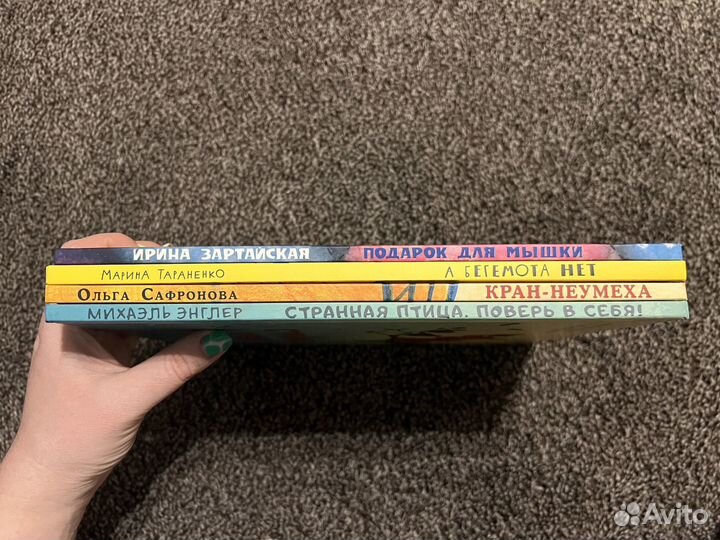 ИРИНА ЗАРТАЙСКАЯ ПОДАРОК ДЛЯ МЫШКИ
МАРИНА ТАРАНЕНКО А БЕГЕМОТА НЕТ
ОЛЬГА САФРОНОВА КРАН-НЕУМЕХА
МИХАЭЛЬ ЭНГЛЕР СТРАННАЯ ПТИЦА. ПОВЕРЬ В СЕБЯ!
Avito